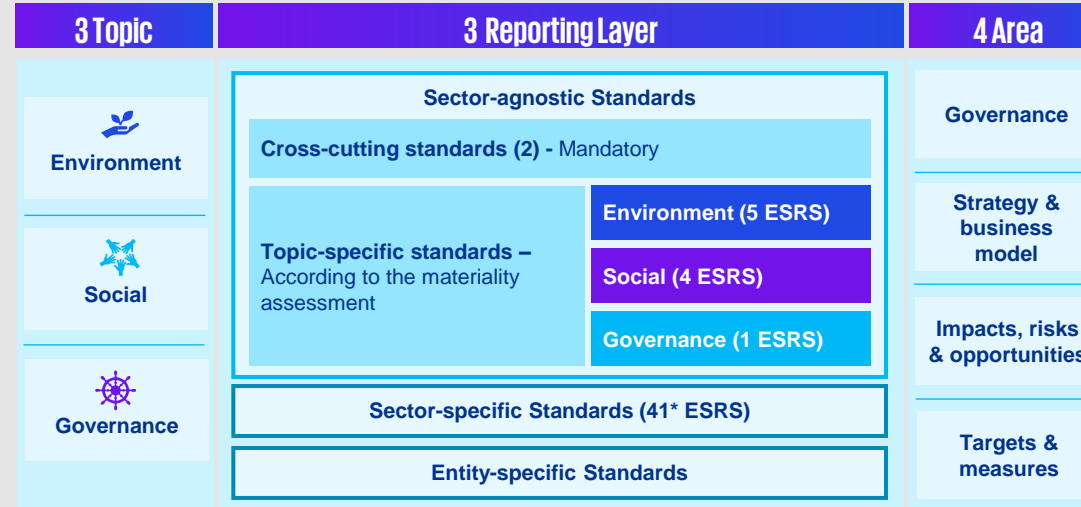 3 Topic
3 Reporting Layer
4 Area
Environment
Social
Governance
Sector-agnostic Standards
Cross-cutting standards (2) - Mandatory
Topic-specific standards –
According to the materiality
assessment
Environment (5 ESRS)
Social (4 ESRS)
Governance (1 ESRS)
Sector-specific Standards (41* ESRS)
Entity-specific Standards
Governance
Strategy &
business
model
Impacts, risks
& opportunities
Targets &
measures